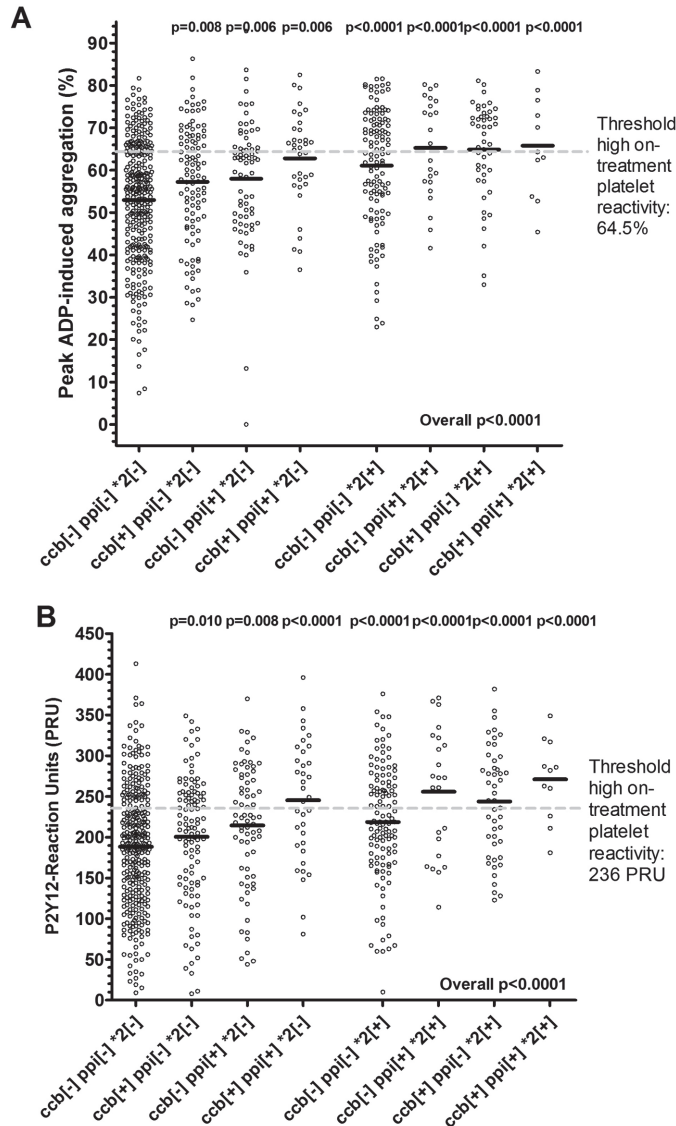 A
p=0.008 p=0.006 p=0.006 p<0.0001 p<0.0001 p<0.0001 p<0.0001
Peak ADP-induced aggregation (%)
90
80
70
60
50
40
30
20
10
0
Threshold
high on-
treatment
platelet
reactivity:
64.5%
Overall p<0.0001
ccb[-] ppi[-] *2[-]
ccb[+] ppi[-] *2[-]
ccb[-] ppi[+] *2[-]
ccb[+] ppi[+] *2[-]
ccb[-] ppi[-] *2[+]
ccb[-] ppi[+] *2[+]
ccb[+] ppi[-] *2[+]
ccb[+] ppi[+] *2[+]
B
p=0.010 p=0.008 p<0.0001 p<0.0001 p<0.0001 p<0.0001 p<0.0001
P2Y12-Reaction Units (PRU)
450
400
350
300
250
200
150
100
50
0
Threshold
high on-
treatment
platelet
reactivity:
236 PRU
Overall p<0.0001
ccb[-] ppi[-] *2[-]
ccb[+] ppi[-] *2[-]
ccb[-] ppi[+] *2[-]
ccb[+] ppi[+] *2[-]
ccb[-] ppi[-] *2[+]
ccb[-] ppi[+] *2[+]
ccb[+] ppi[-] *2[+]
ccb[+] ppi[+] *2[+]